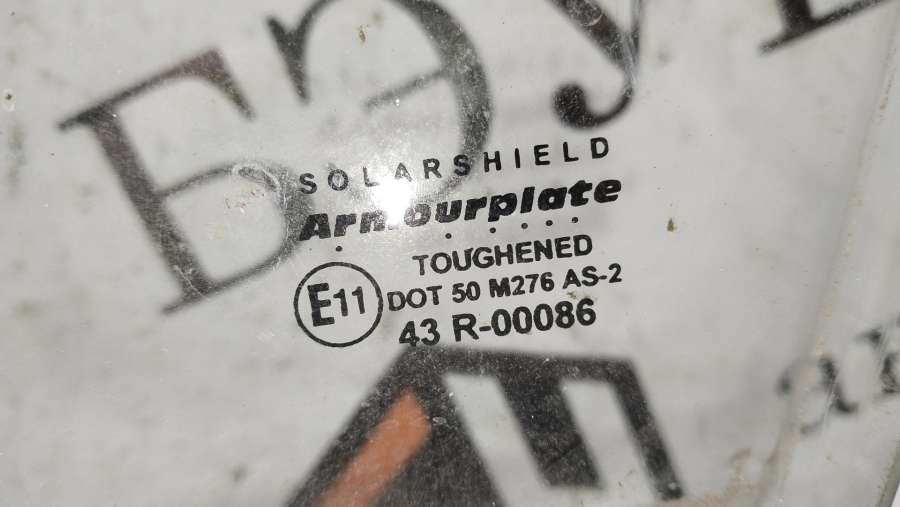 SOLARSHIELD
Armourplate
TOUGHENED
E11
DOT 50 M276 AS-2
43 R-00086